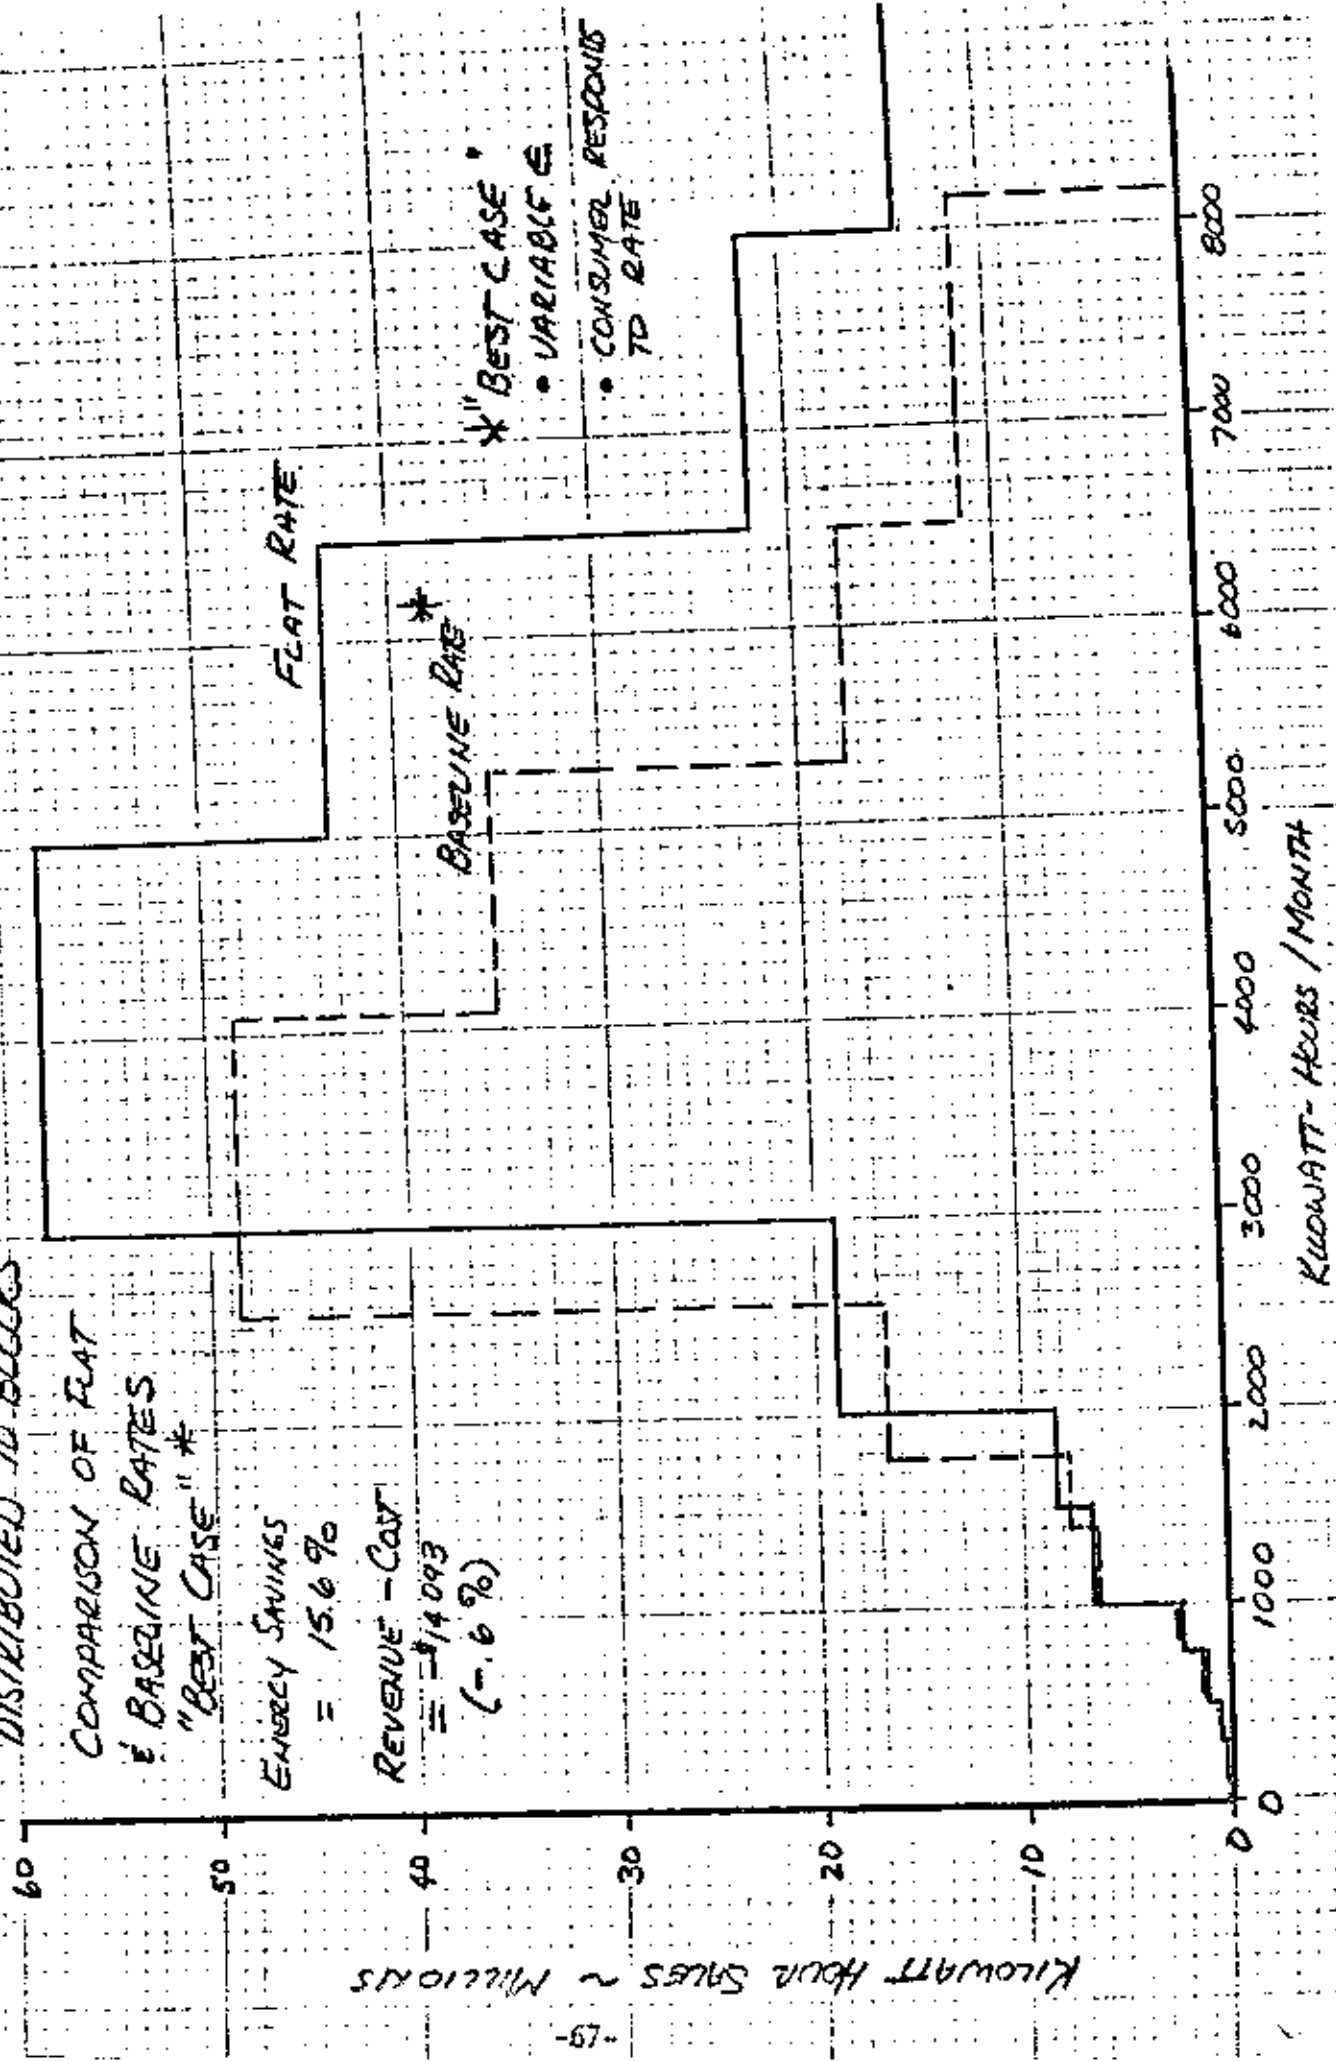 DISTRIBUTED TO BLOCKS
COMPARISON OF FLAT
& BASELINE RATES
"BEST CASE" *
ENERGY SAVINGS
= 15.6 %
REVENUE - COST
= -$14 093
(-.6 %)
FLAT RATE
BASELINE RATE *
* "BEST CASE"
• VARIABLE ∈
• CONSUMER RESPONDS
TO RATE
60
50
40
30
20
10
0
KILOWATT HOUR SALES ~ MILLIONS
0
1000
2000
3000
4000
5000
6000
7000
8000
KILOWATT-HOURS / MONTH
-67-